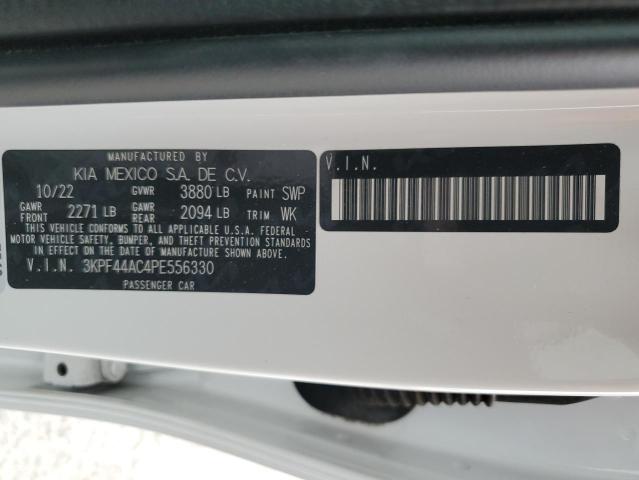 MANUFACTURED BY
KIA MEXICO S.A. DE C.V.
10/22 GVWR 3880 LB PAINT SWP
GAWR FRONT 2271 LB GAWR REAR 2094 LB TRIM WK
THIS VEHICLE CONFORMS TO ALL APPLICABLE U.S.A. FEDERAL
MOTOR VEHICLE SAFETY, BUMPER, AND THEFT PREVENTION STANDARDS
IN EFFECT ON THE DATE OF MANUFACTURE SHOWN ABOVE.
V.I.N. 3KPF44AC4PE556330
PASSENGER CAR
V.I.N.